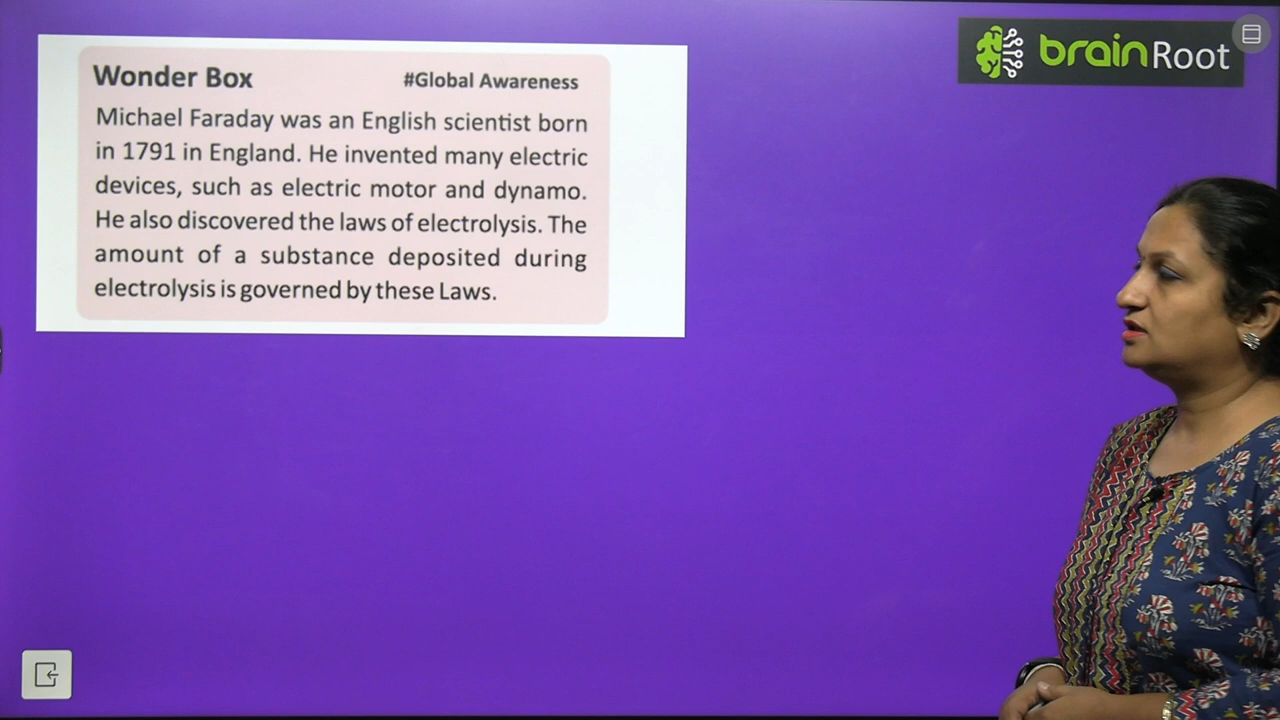 Wonder Box #Global Awareness
Michael Faraday was an English scientist born
in 1791 in England. He invented many electric
devices, such as electric motor and dynamo.
He also discovered the laws of electrolysis. The
amount of a substance deposited during
electrolysis is governed by these Laws.
brainRoot